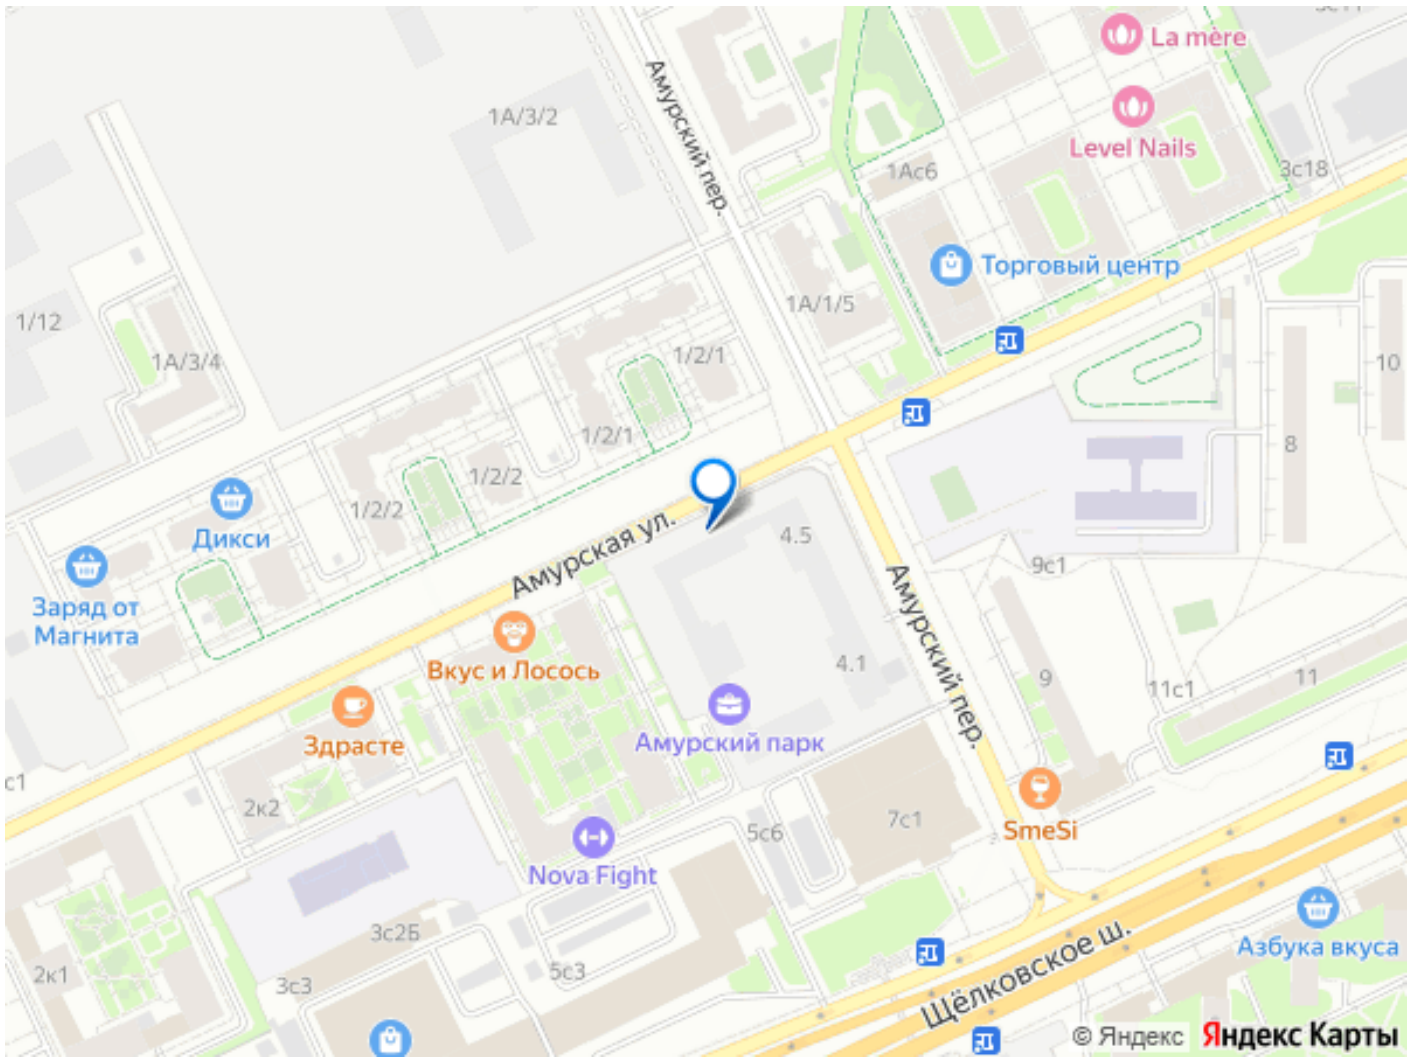 La mère
1А/3/2
Амурский пер.
Level Nails
1Ас6
3с18
Торговый центр
1А/1/5
1/12
1А/3/4
1/2/1
10
1/2/1
8
1/2/2
1/2/2
Дикси
Амурская ул.
4.5
9с1
Заряд от
Магнита
Амурский пер.
Вкус и Лосось
4.1
9
11с1
11
Здрасте
Амурский парк
2к2
5с6
7с1
SmeSi
Nova Fight
3с2Б
Азбука вкуса
2к1
3с3
5с3
Щёлковское ш.
© Яндекс Яндекс Карты